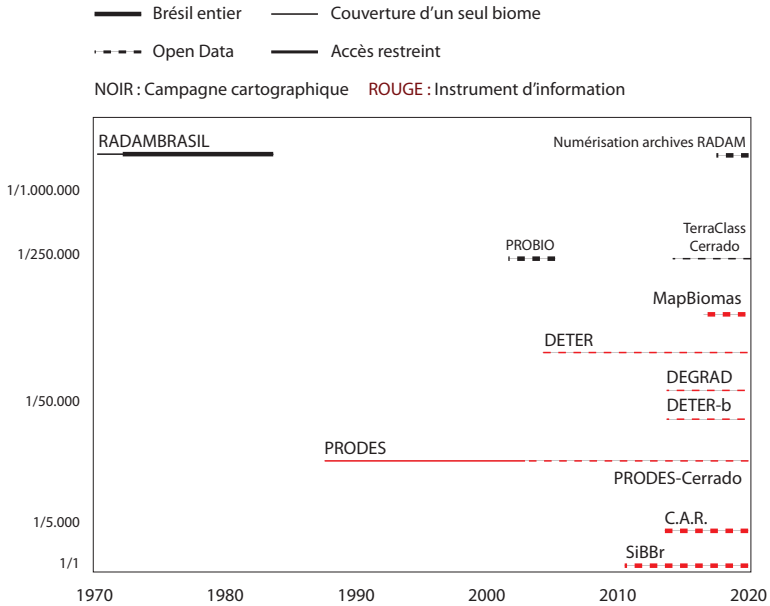 Brésil entier Couverture d'un seul biome
Open Data Accès restreint
NOIR : Campagne cartographique ROUGE : Instrument d'information
RADAMBRASIL
Numérisation archives RADAM
1/1.000.000
TerraClass
Cerrado
PROBIO
1/250.000
MapBiomas
DETER
DEGRAD
1/50.000
DETER-b
PRODES
PRODES-Cerrado
C.A.R.
1/5.000
SiBBr
1/1
1970 1980 1990 2000 2010 2020